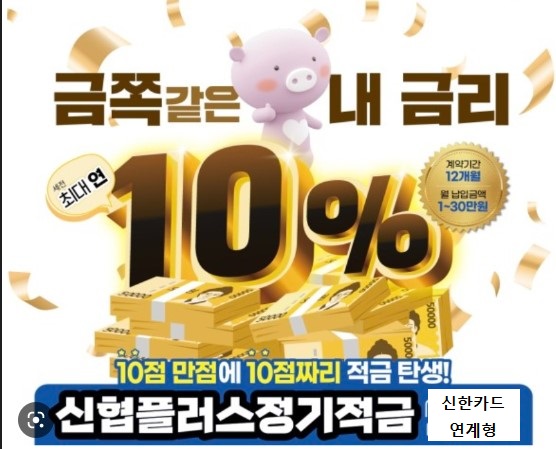 금쪽같은 내 금리
세전
최대 연
10%
계약기간
12개월
월 납입금액
1~30만원
50000
50000
50000
10점 만점에 10점짜리 적금 탄생!
신협플러스정기적금
신한카드
연계형